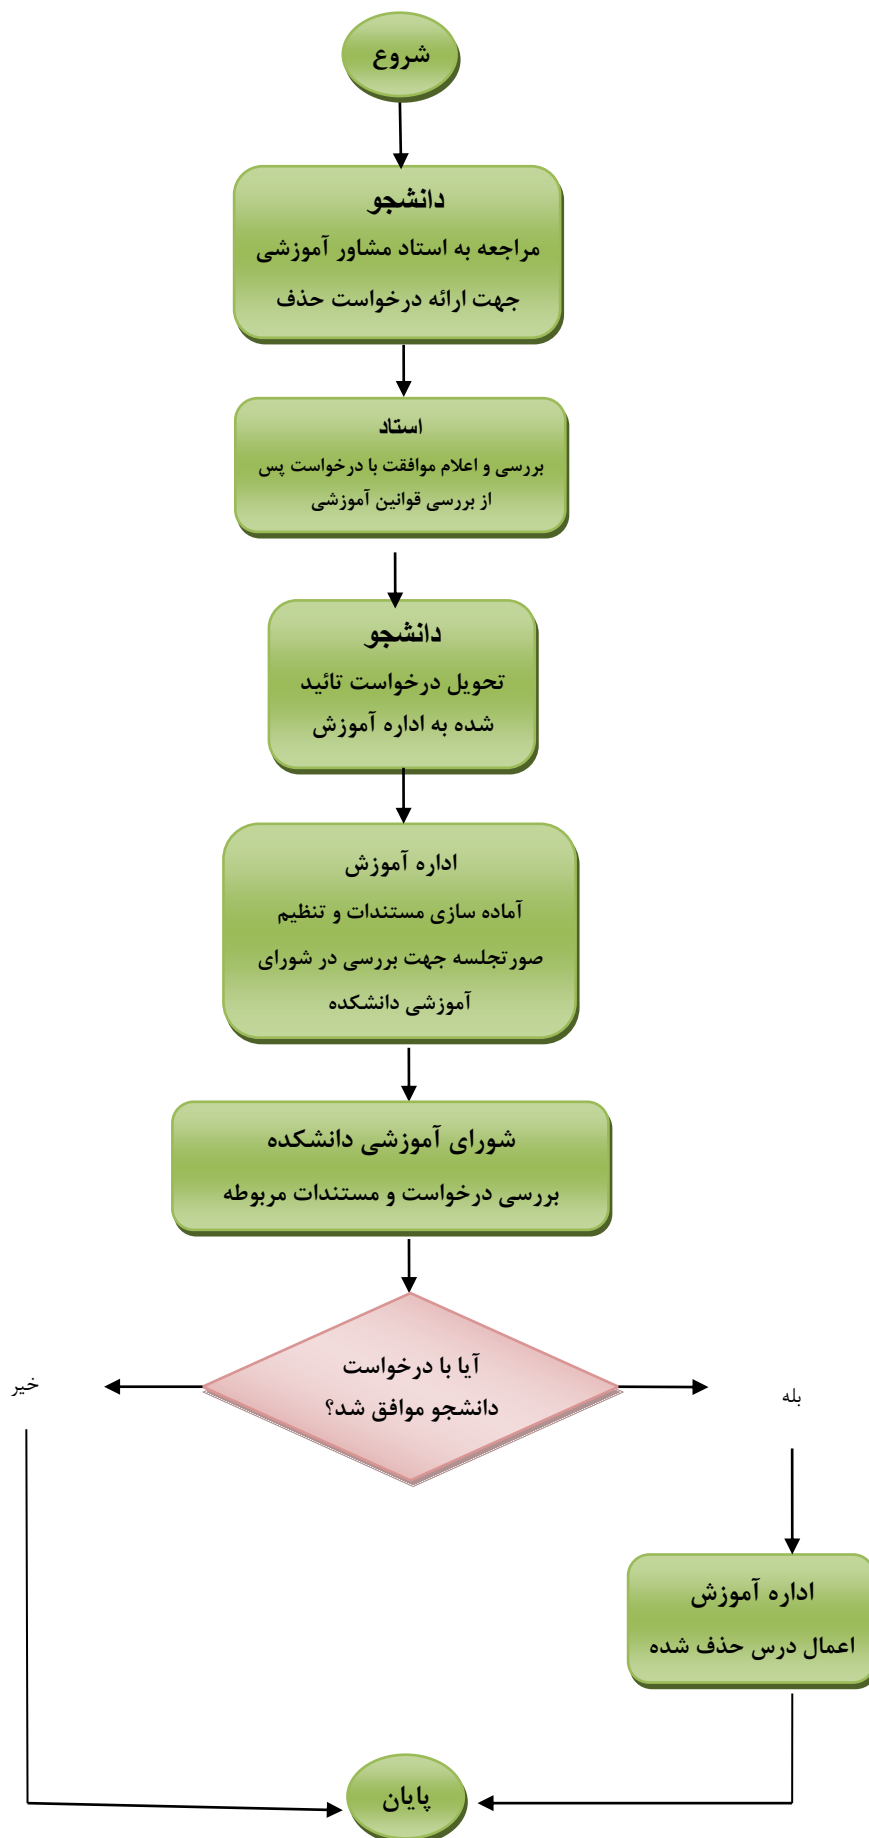 شروع
دانشجو
مراجعه به استاد مشاور آموزشی
جهت ارائه درخواست حذف
استاد
بررسی و اعلام موافقت با درخواست پس
از بررسی قوانین آموزشی
دانشجو
تحویل درخواست تائید
شده به اداره آموزش
اداره آموزش
آماده سازی مستندات و تنظیم
صورتجلسه جهت بررسی در شورای
آموزشی دانشکده
شورای آموزشی دانشکده
بررسی درخواست و مستندات مربوطه
آیا با درخواست
دانشجو موافق شد؟
بله
خیر
اداره آموزش
اعمال درس حذف شده
پایان